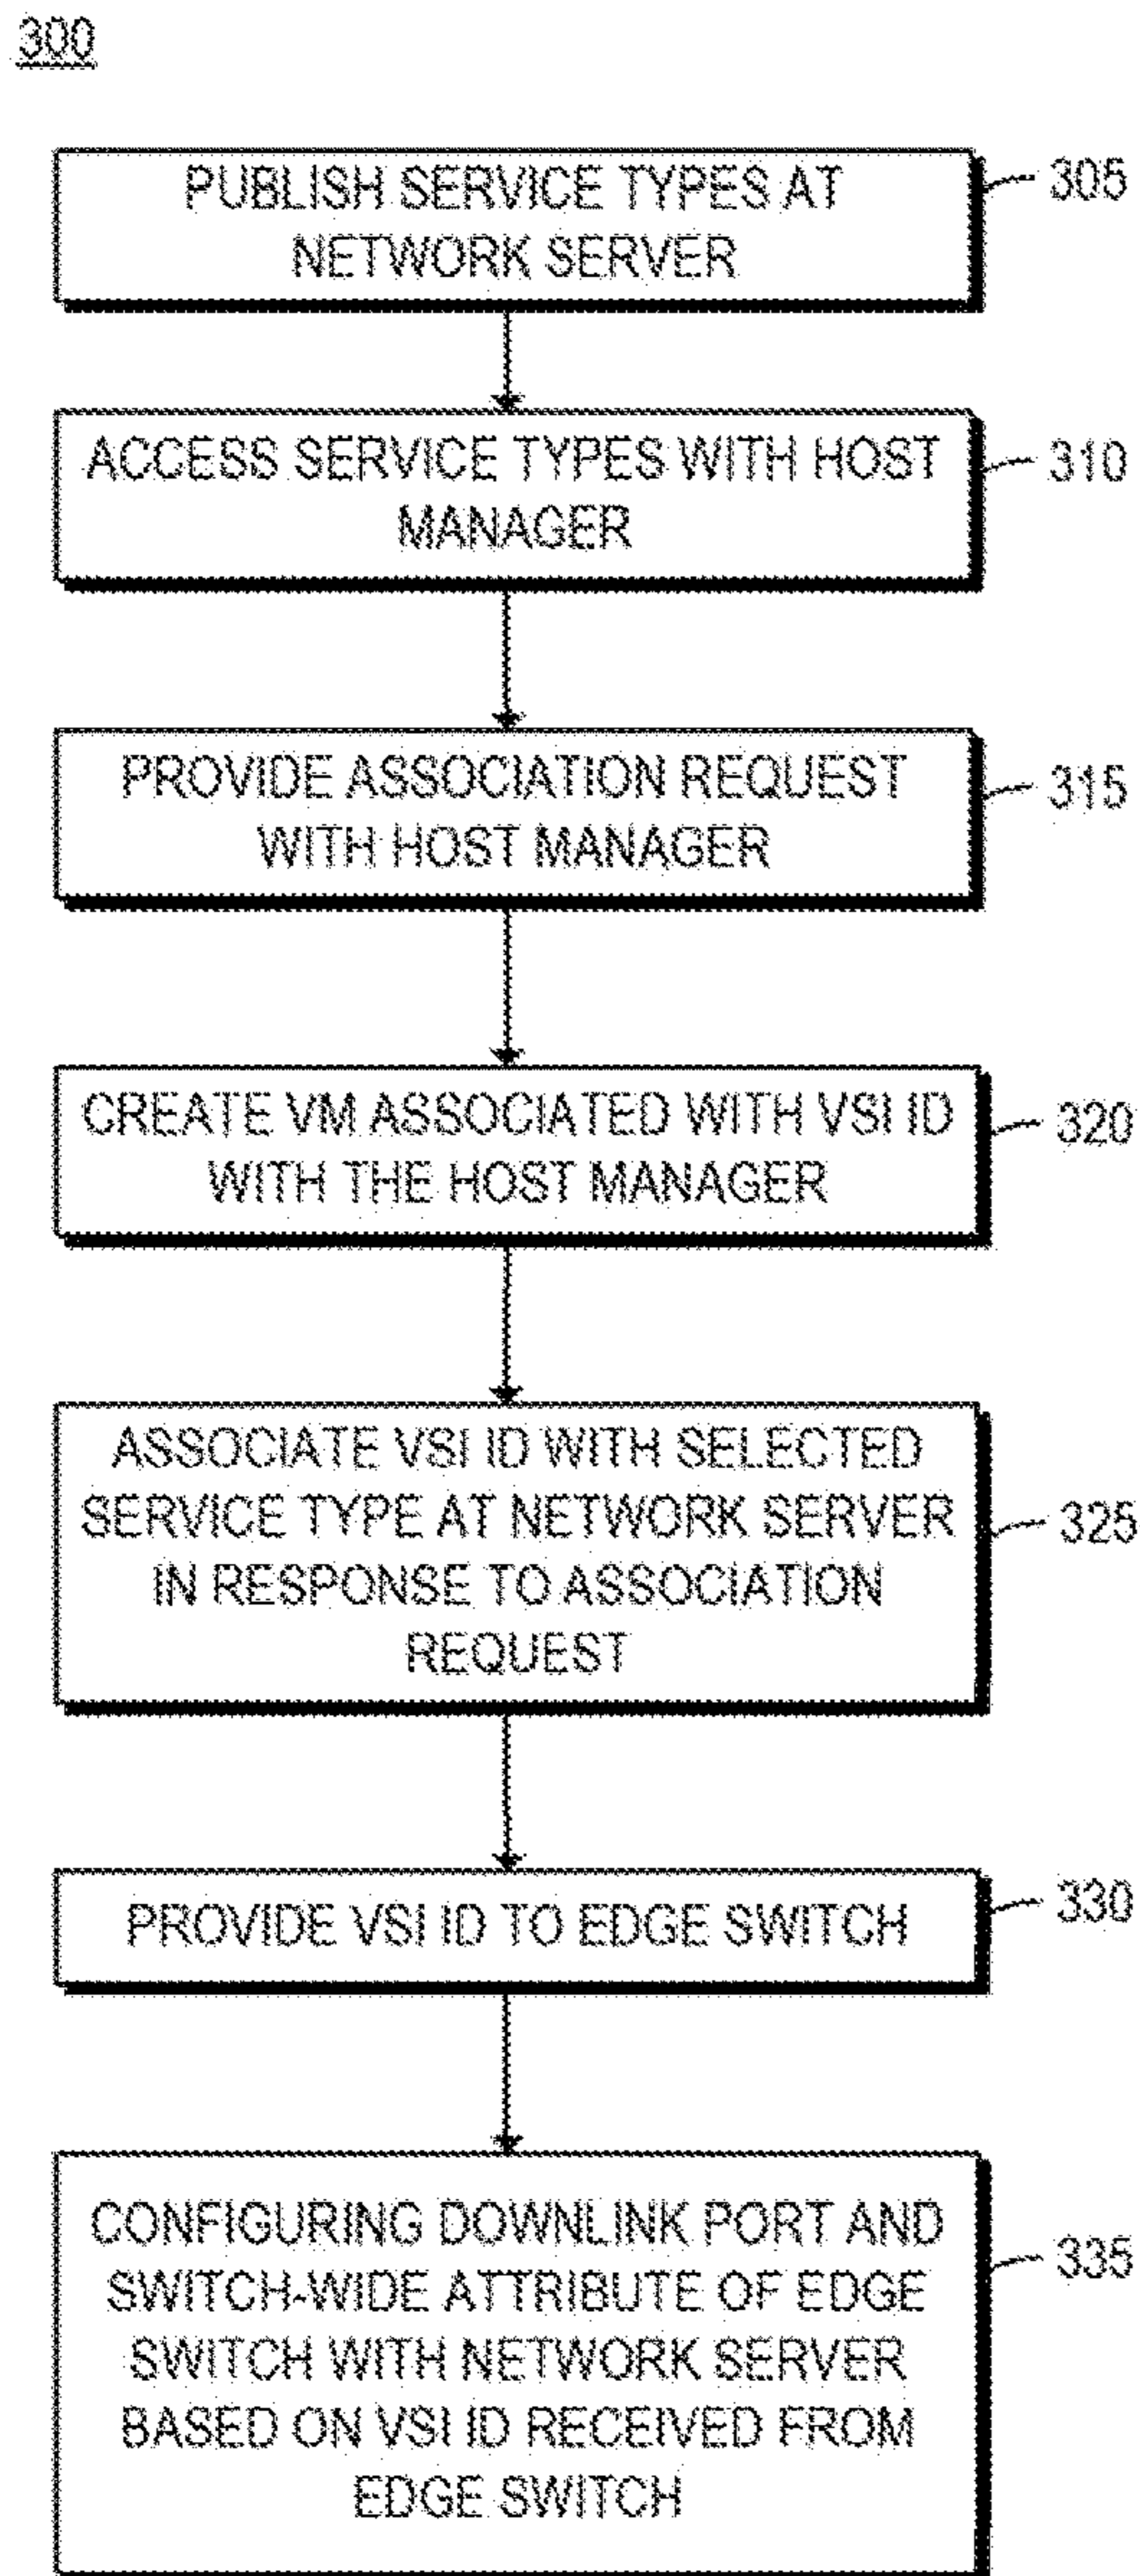 300
PUBLISH SERVICE TYPES AT
NETWORK SERVER
305
ACCESS SERVICE TYPES WITH HOST
MANAGER
310
PROVIDE ASSOCIATION REQUEST
WITH HOST MANAGER
315
CREATE VM ASSOCIATED WITH VSI ID
WITH THE HOST MANAGER
320
ASSOCIATE VSI ID WITH SELECTED
SERVICE TYPE AT NETWORK SERVER
IN RESPONSE TO ASSOCIATION
REQUEST
325
PROVIDE VSI ID TO EDGE SWITCH
330
CONFIGURING DOWNLINK PORT AND
SWITCH-WIDE ATTRIBUTE OF EDGE
SWITCH WITH NETWORK SERVER
BASED ON VSI ID RECEIVED FROM
EDGE SWITCH
335